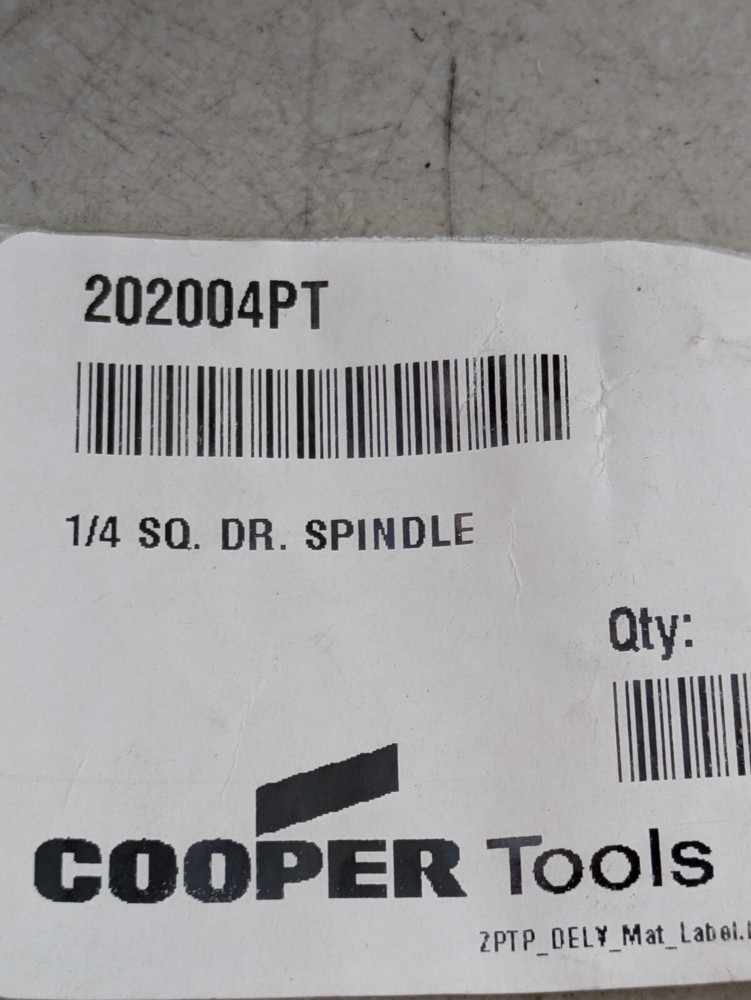 202004PT
1/4 SQ. DR. SPINDLE
Qty:
COOPER Tools
ZPTP_DELY_Mat_Label.